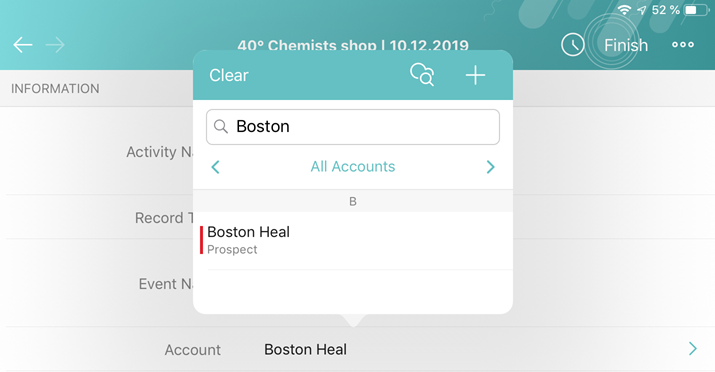 52 %
40° Chemists shop | 10.12.2019
Finish
Clear
INFORMATION
Boston
Activity Na
All Accounts
B
Record T
Boston Heal
Prospect
Event Na
Account
Boston Heal